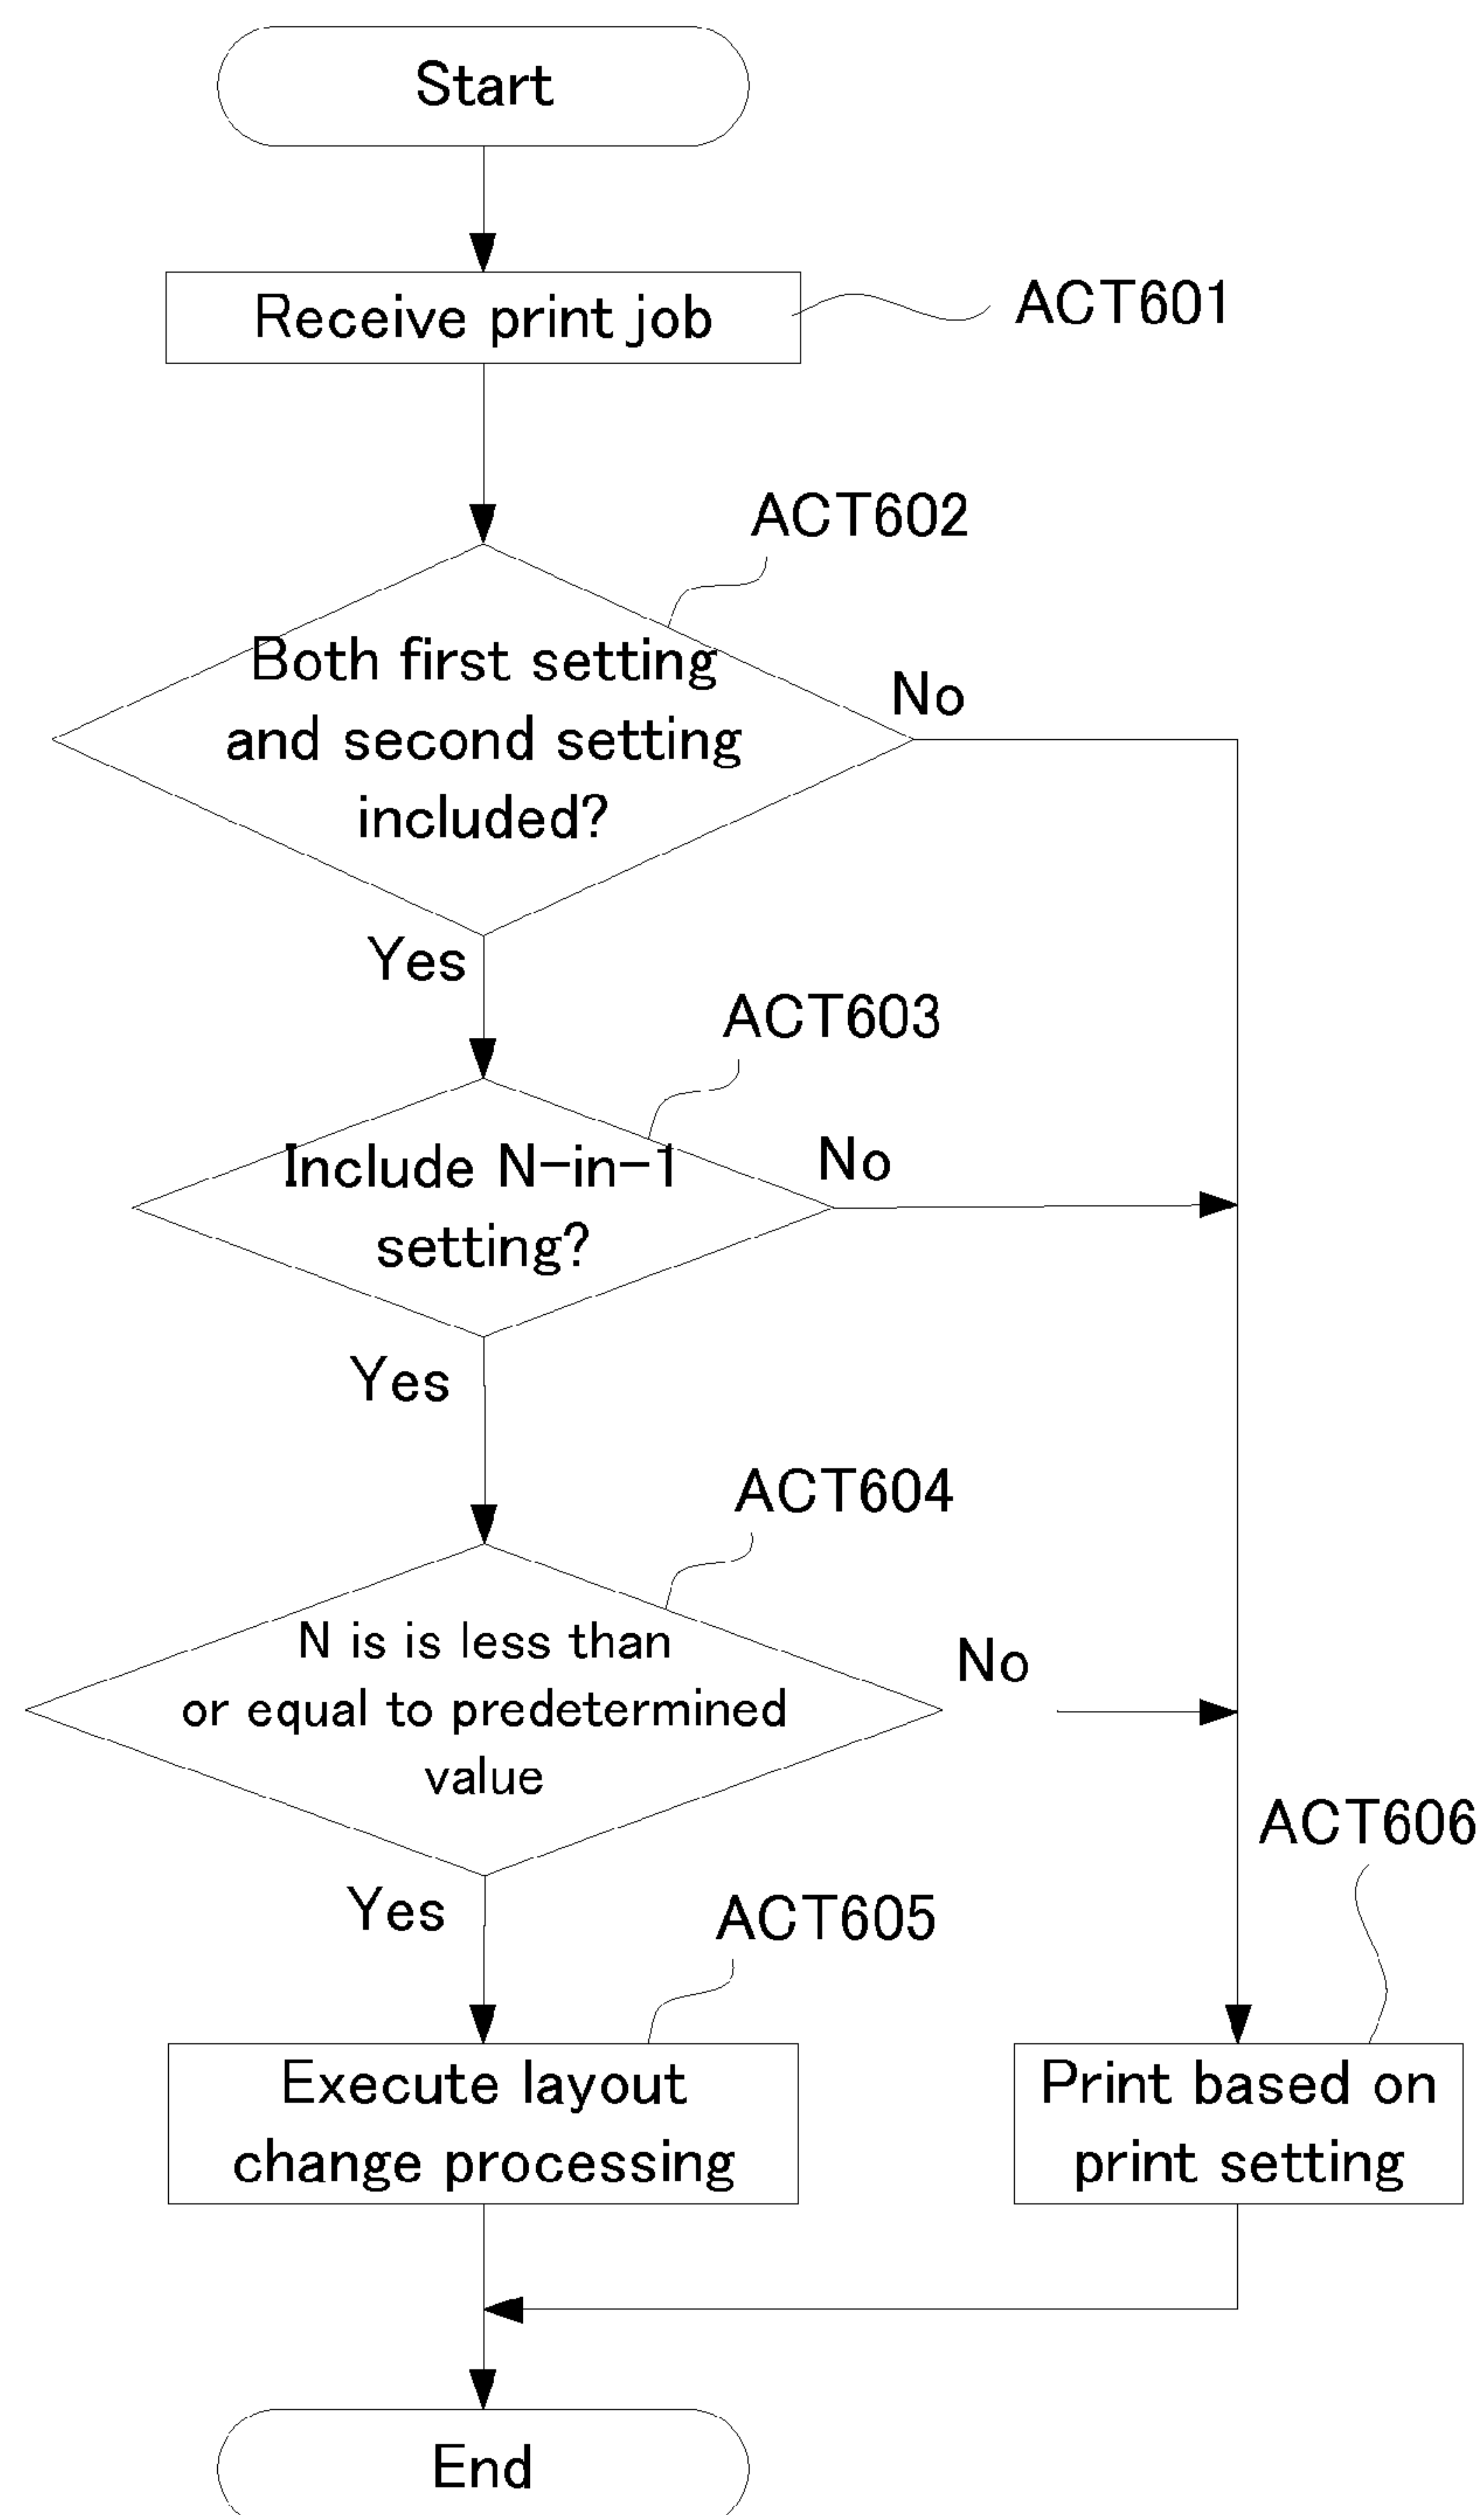 Start
Receive print job
ACT601
ACT602
Both first setting
and second setting
included?
No
Yes
ACT603
Include N-in-1
setting?
No
Yes
ACT604
N is is less than
or equal to predetermined
value
No
Yes
ACT605
ACT606
Execute layout
change processing
Print based on
print setting
End